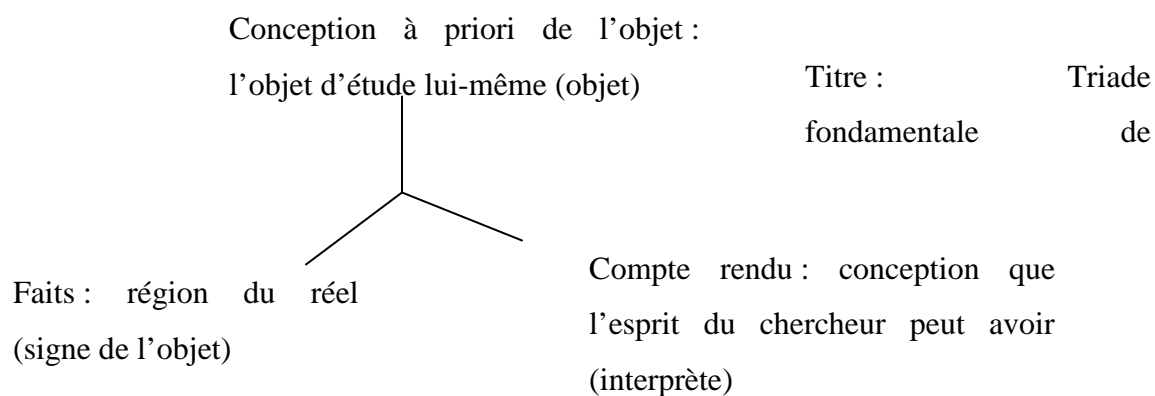 Conception à priori de l’objet :
l’objet d’étude lui-même (objet)
Titre : Triade
fondamentale de
Faits : région du réel
(signe de l’objet)
Compte rendu : conception que
l’esprit du chercheur peut avoir
(interprète)